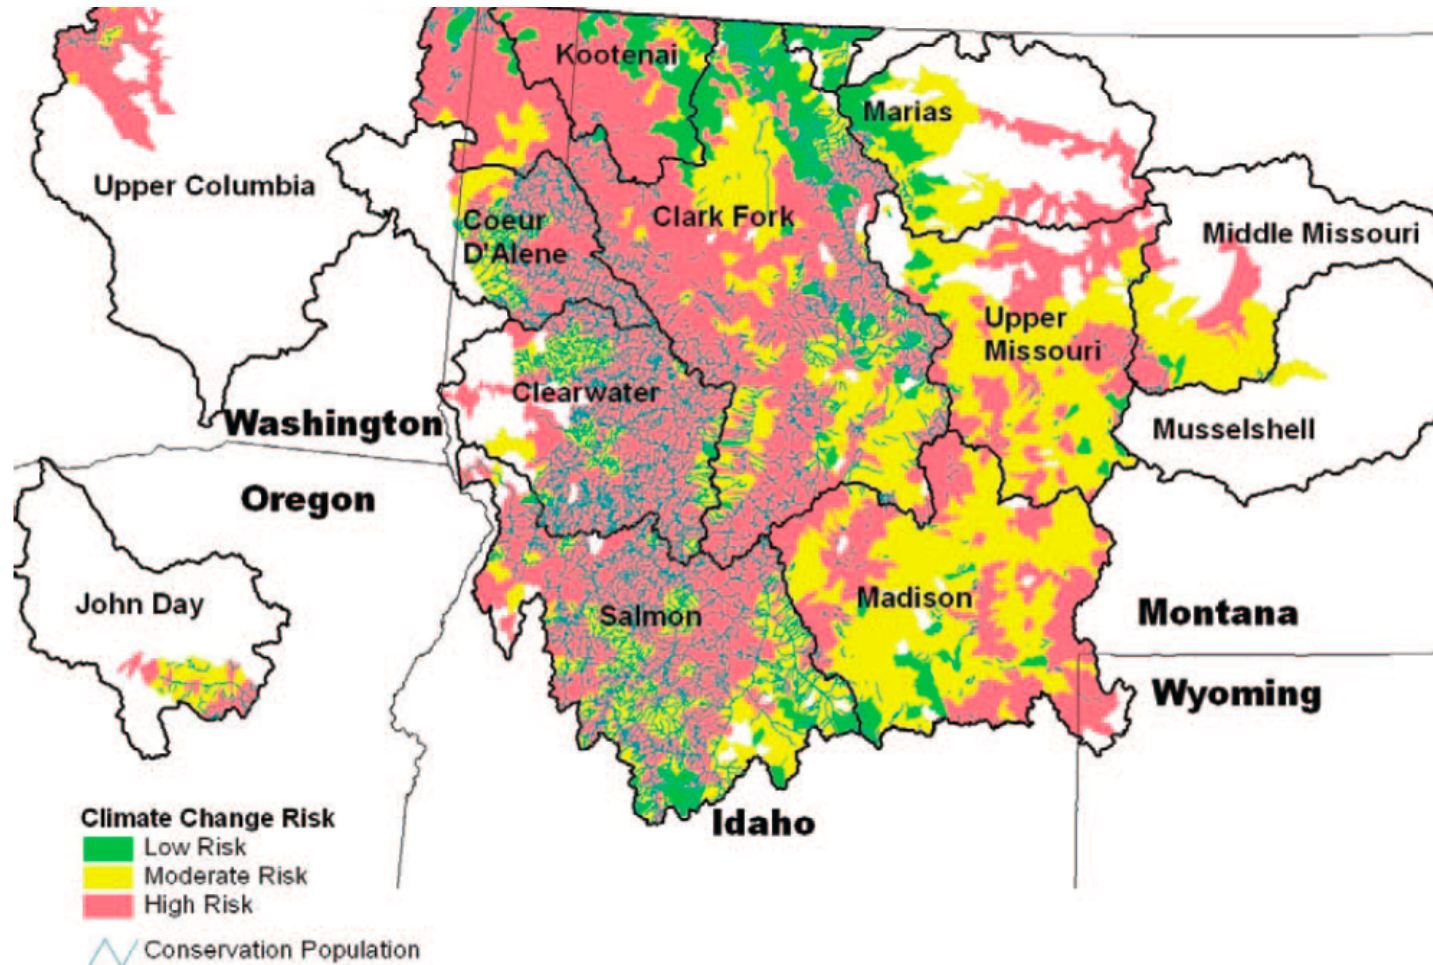 Kootenai
Marias
Upper Columbia
Coeur
D'Alene
Clark Fork
Middle Missouri
Upper
Missouri
Clearwater
Washington
Musselshell
Oregon
John Day
Salmon
Madison
Montana
Wyoming
Idaho
Climate Change Risk
Low Risk
Moderate Risk
High Risk
Conservation Population